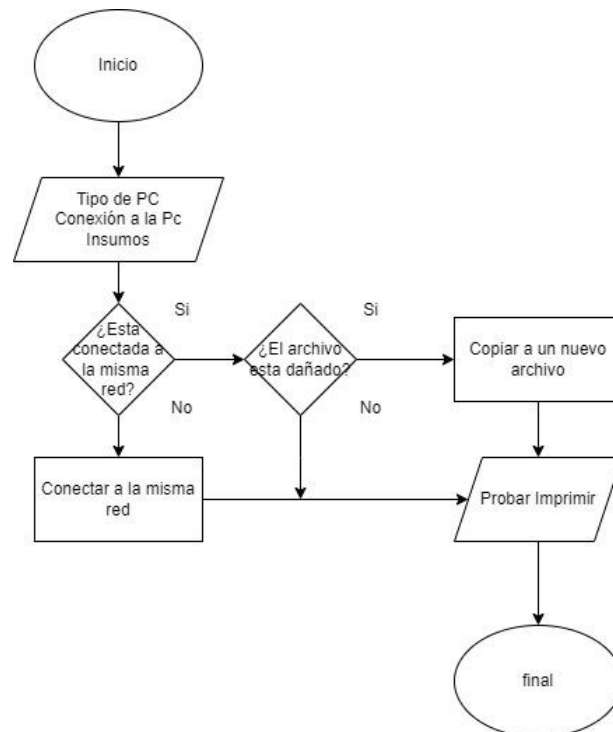 Inicio
Tipo de PC
Conexión a la Pc
Insumos
¿Esta
conectada a
la misma
red?
Si
No
¿El archivo
esta dañado?
Si
No
Copiar a un nuevo
archivo
Conectar a la misma
red
Probar Imprimir
final